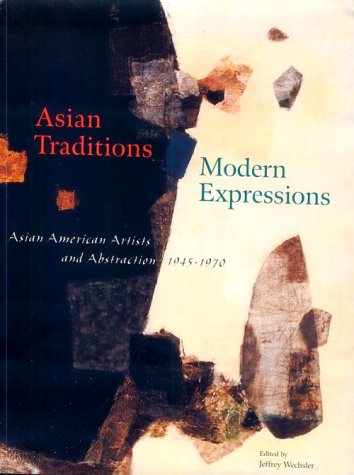 Asian
Traditions
Modern
Expressions
Asian American Artists
and Abstraction 1945-1970
Edited by
Jeffrey Wechsler